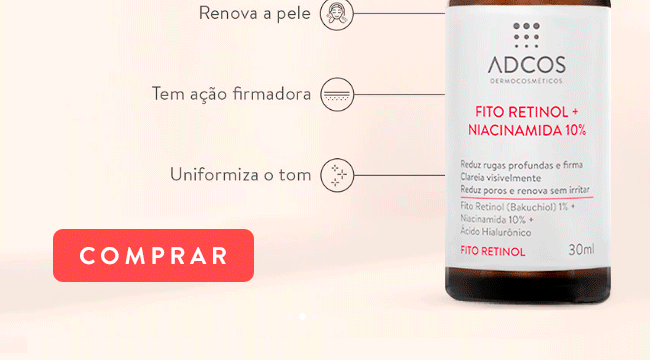 Renova a pele
Tem ação firmadora
Uniformiza o tom
COMPRAR
ADCOS
DERMOCOSMÉTICOS
FITO RETINOL +
NIACINAMIDA 10%
Reduz rugas profundas e firma
Clareia visivelmente
Reduz poros e renova sem irritar
Fito Retinol (Bakuchiol) 1% +
Niacinamida 10% +
Ácido Hialurônico
FITO RETINOL
30ml